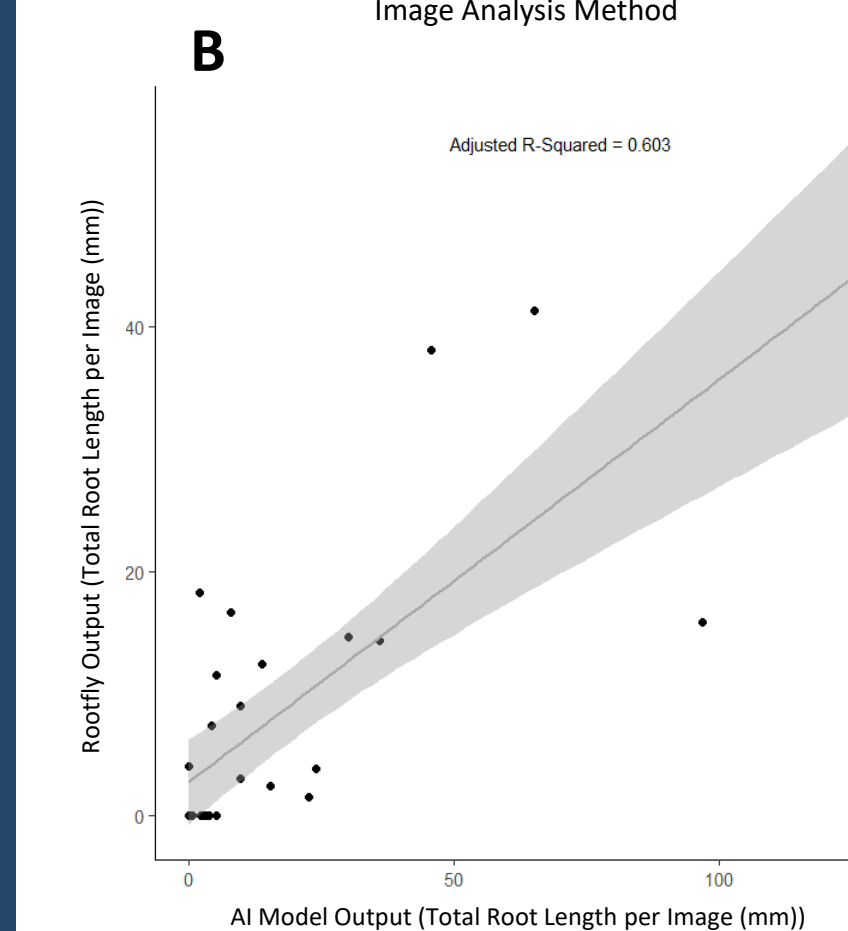 Image Analysis Method
B
Adjusted R-Squared = 0.603
Rootfly Output (Total Root Length per Image (mm))
40
20
0
0 50 100
AI Model Output (Total Root Length per Image (mm))